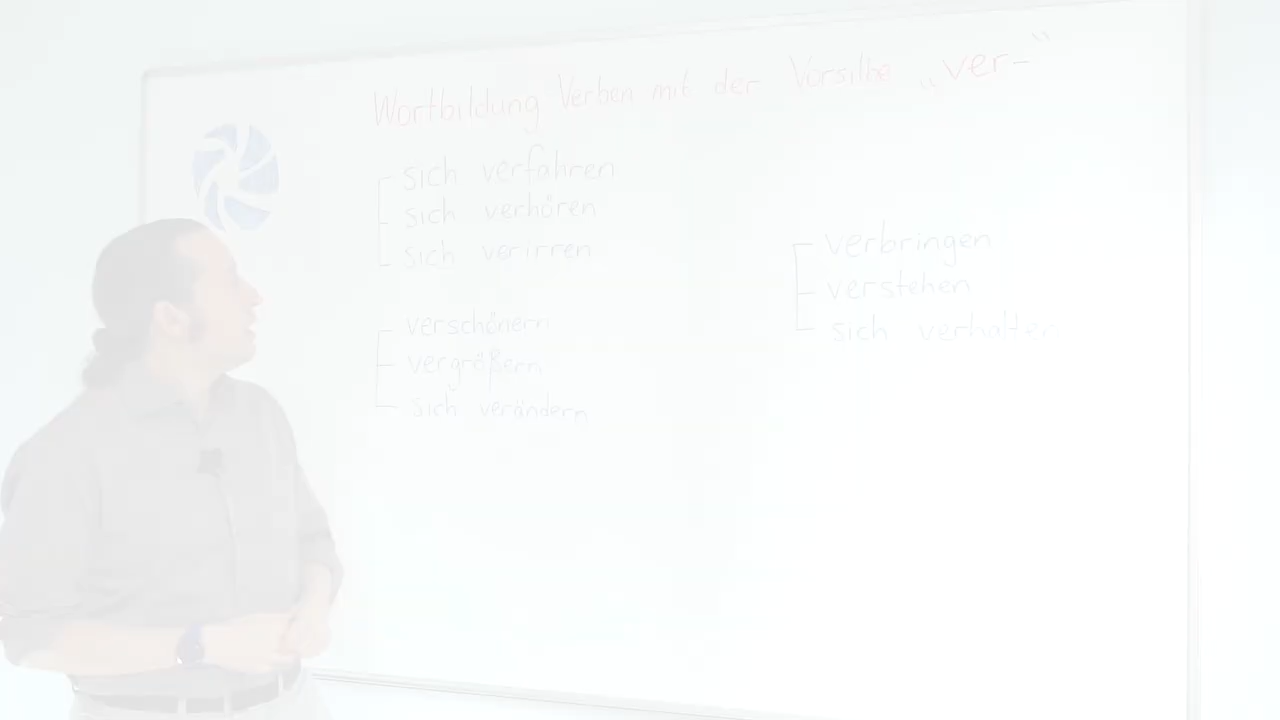 Wortbildung Verben mit der Vorsilbe „ver-“
sich verfahren
sich verhören
sich verirren
verschönern
vergrößern
sich verändern
verbringen
verstehen
sich verhalten